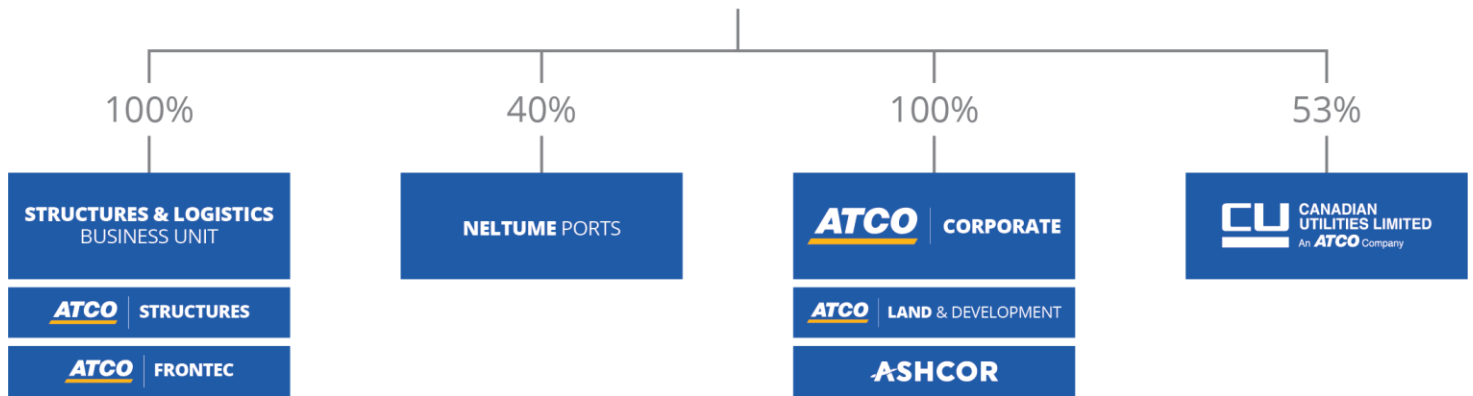 100%
40%
100%
53%
STRUCTURES & LOGISTICS
BUSINESS UNIT
ATCO STRUCTURES
ATCO FRONTEC
NELTUME PORTS
ATCO CORPORATE
ATCO LAND & DEVELOPMENT
ASHCOR
CU CANADIAN
UTILITIES LIMITED
An ATCO Company